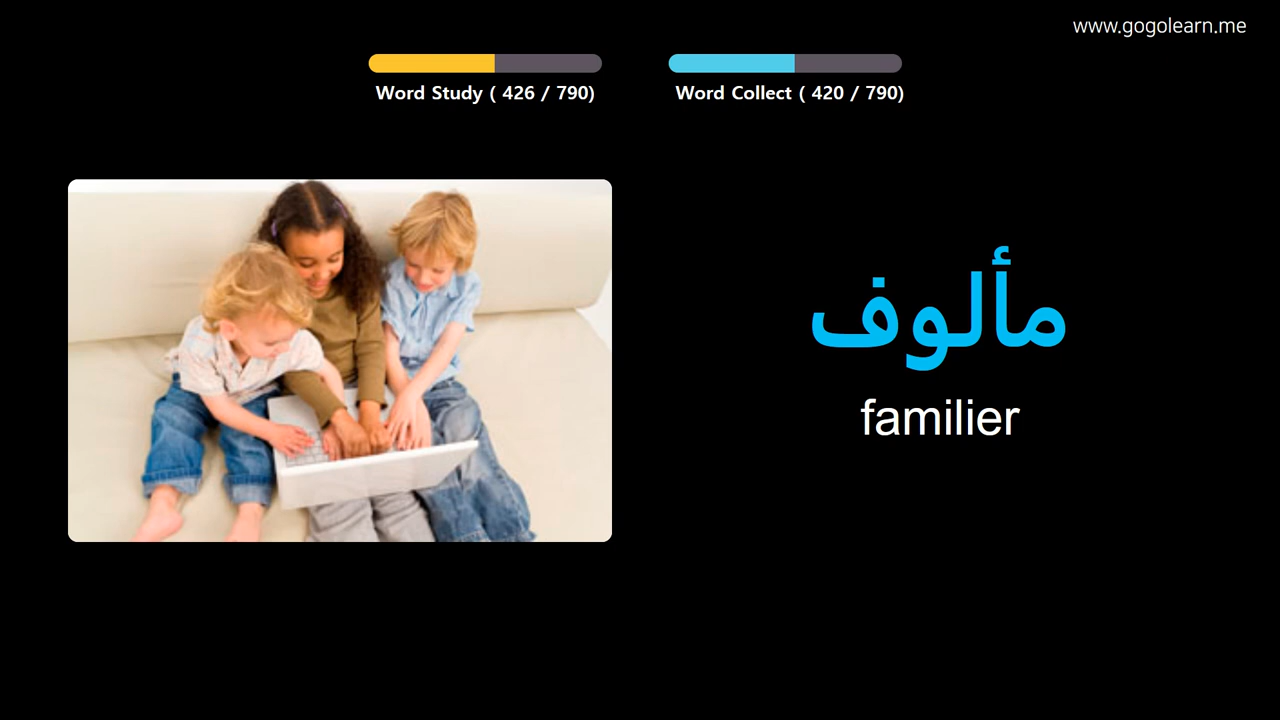 www.gogolearn.me
Word Study ( 426 / 790)
Word Collect ( 420 / 790)
مألوف
familier